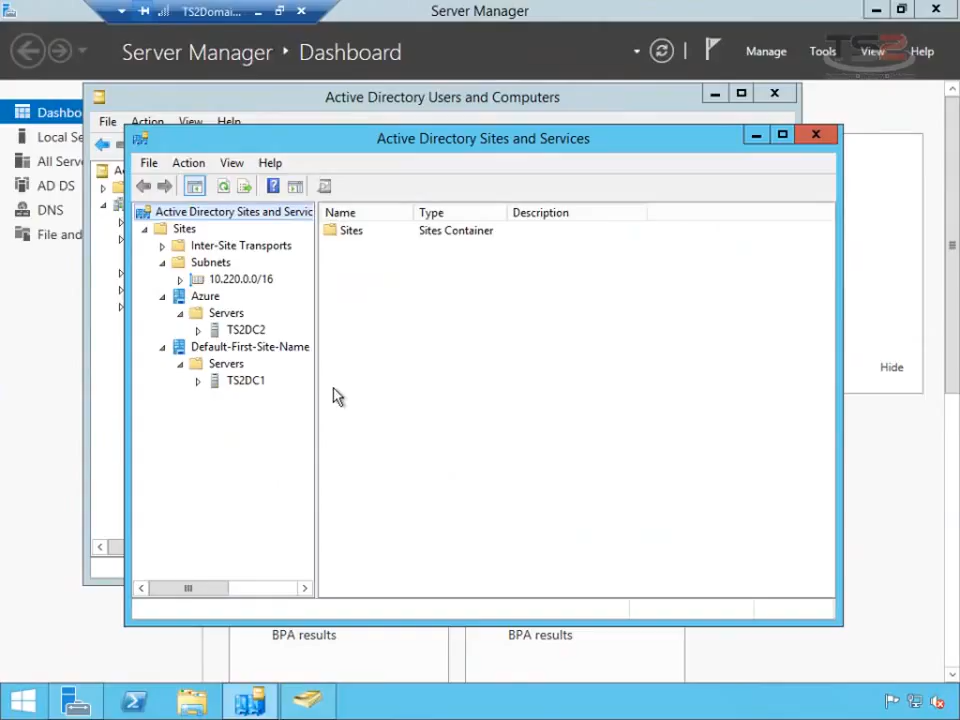 TS2Domai...
Server Manager
Server Manager ‣ Dashboard
Manage
Tools
View
Help
TS2
Dashbo
Local Se
All Serve
AD DS
DNS
File and
Active Directory Users and Computers
File Action View Help
Active Directory Sites and Services
File Action View Help
Active Directory Sites and Servic
Sites
Inter-Site Transports
Subnets
10.220.0.0/16
Azure
Servers
TS2DC2
Default-First-Site-Name
Servers
TS2DC1
Name Type Description
Sites Sites Container
Hide
BPA results
BPA results